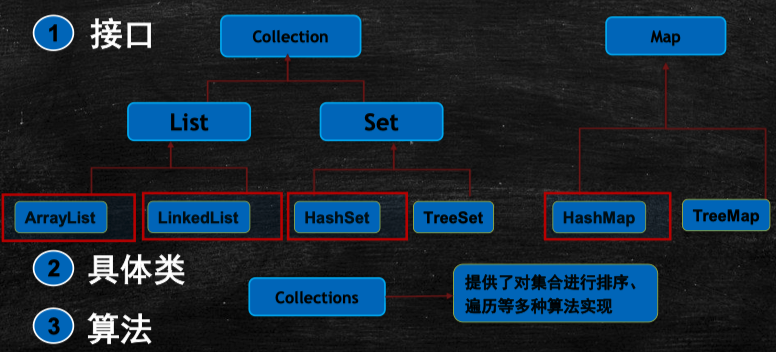 1 接口
Collection
Map
List
Set
ArrayList
LinkedList
HashSet
TreeSet
HashMap
TreeMap
2 具体类
Collections
提供了对集合进行排序、
遍历等多种算法实现
3 算法